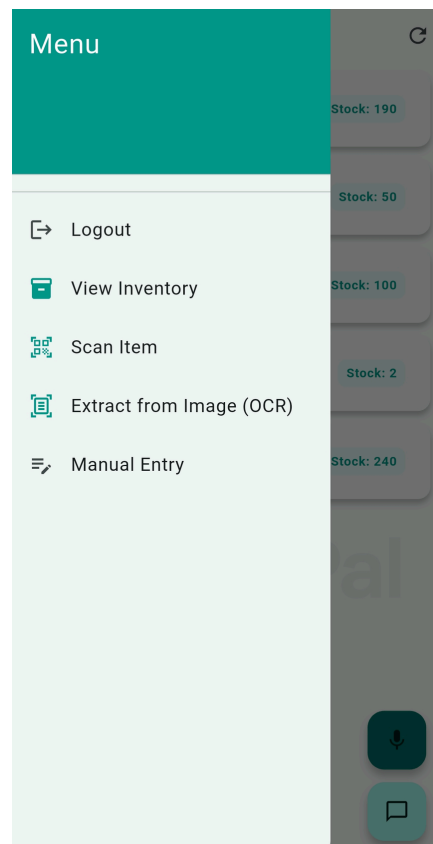 Menu
Stock: 190
Stock: 50
Logout
Stock: 100
View Inventory
Scan Item
Stock: 2
Extract from Image (OCR)
Stock: 240
Manual Entry
Pal